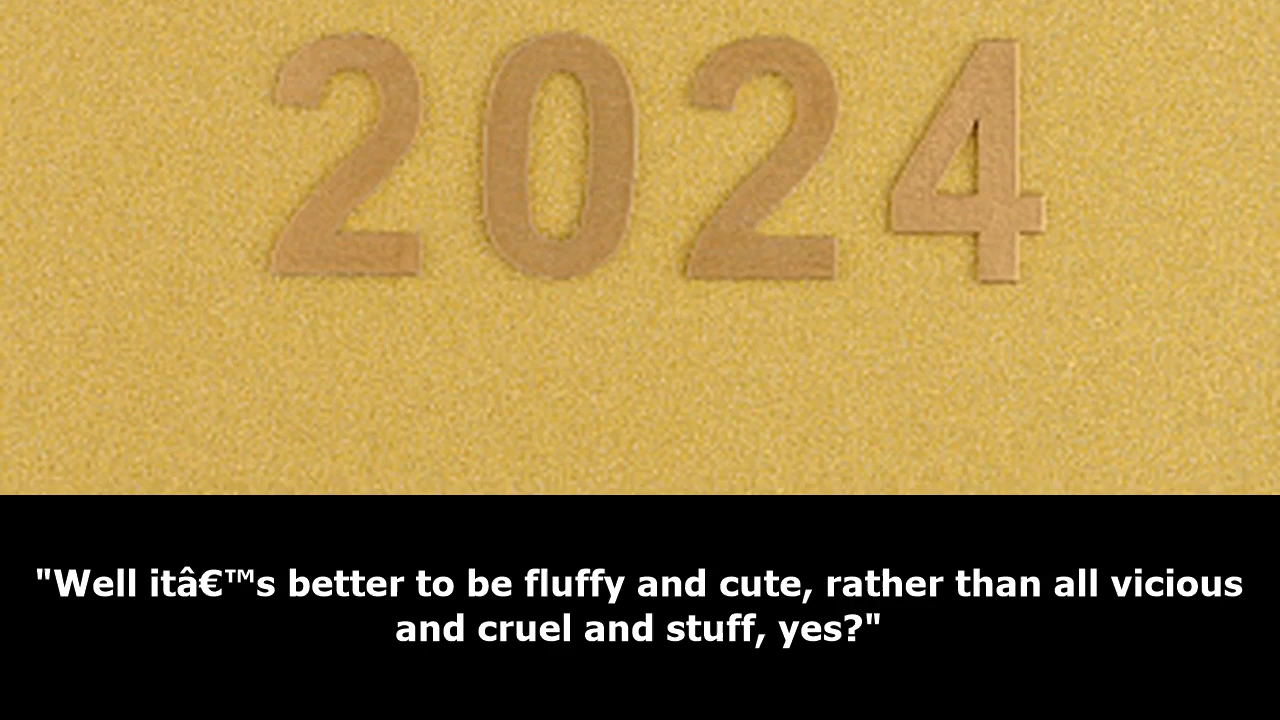 2024
"Well itâ€™s better to be fluffy and cute, rather than all vicious
and cruel and stuff, yes?"